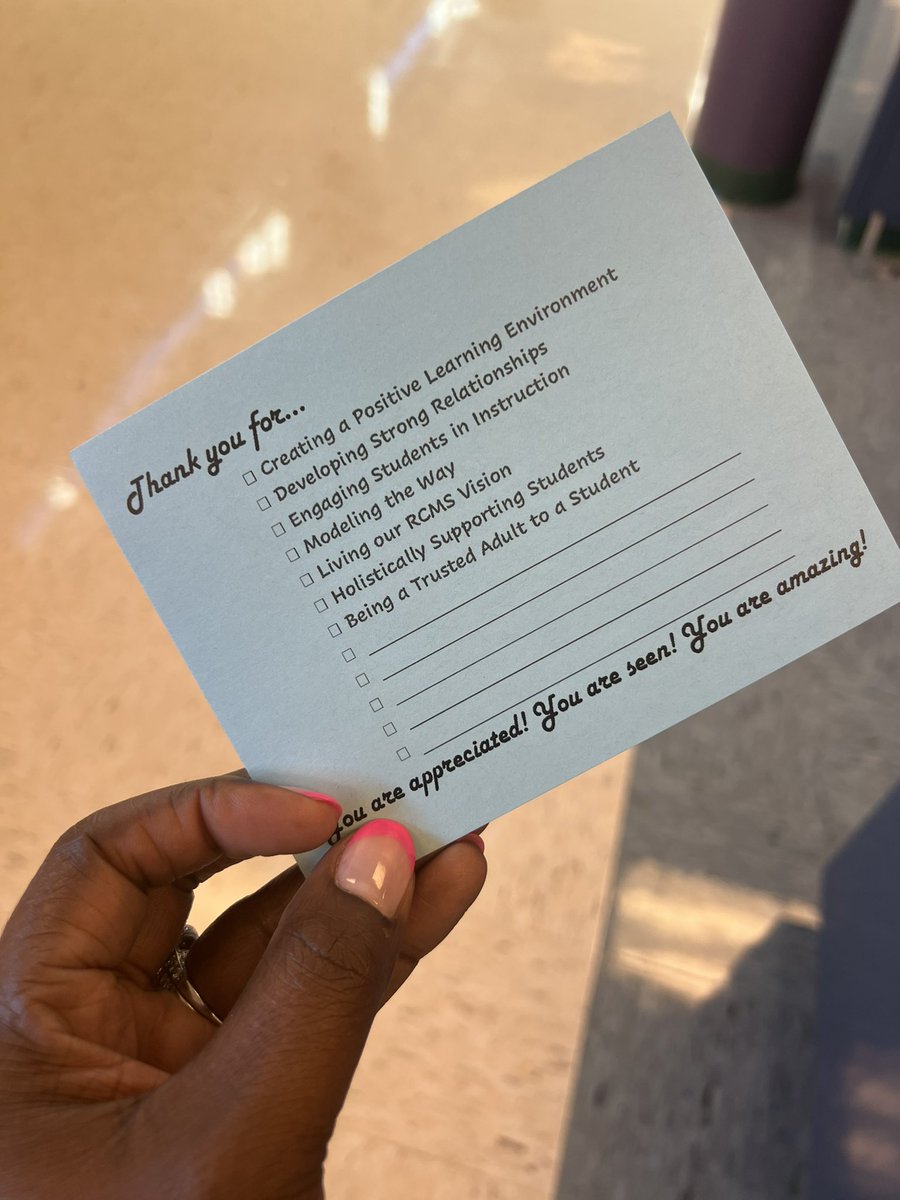 Thank you for...
Creating a Positive Learning Environment
Developing Strong Relationships
Engaging Students in Instruction
Modeling the Way
Living our RCMS Vision
Holistically Supporting Students
Being a Trusted Adult to a Student
You are appreciated! You are seen! You are amazing!